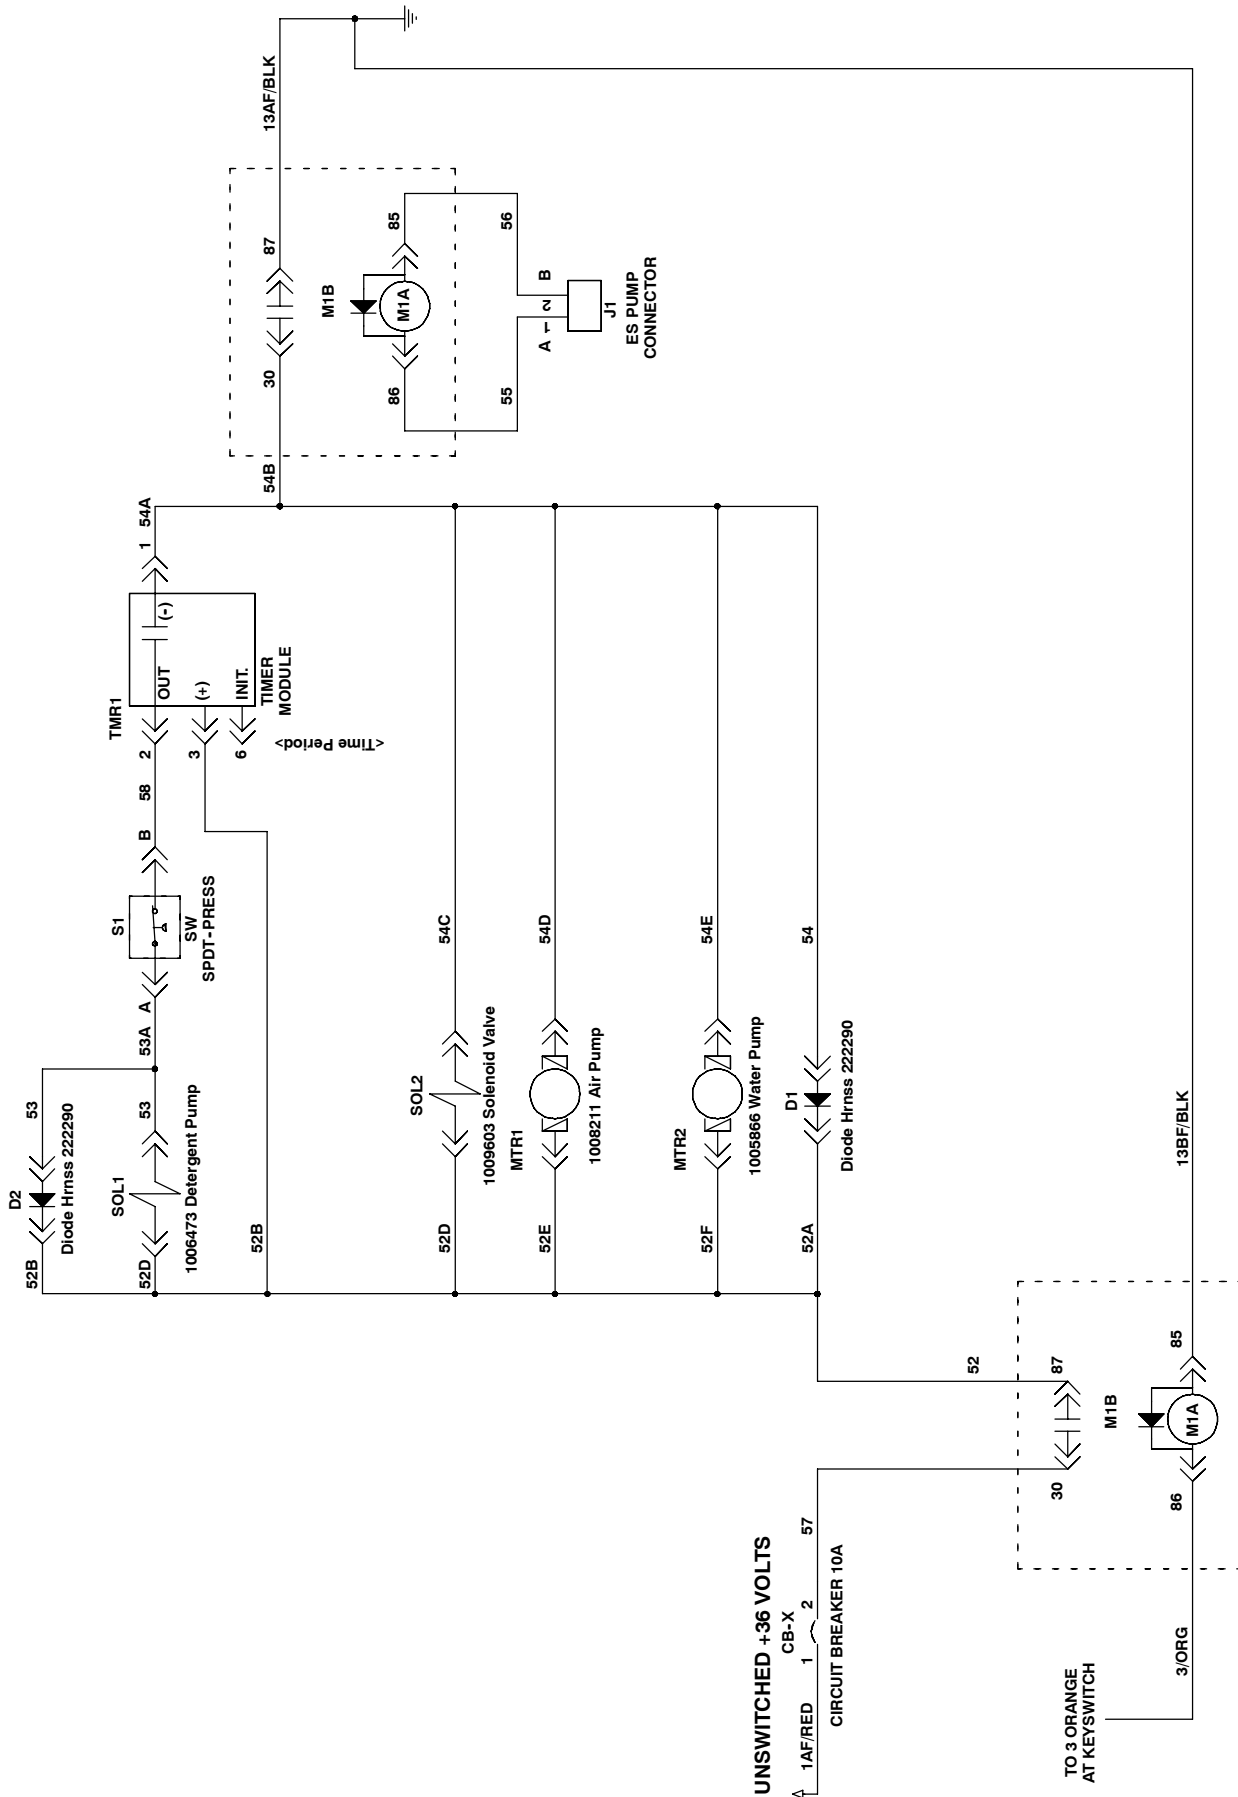 UNSWITCHED +36 VOLTS
1AF/RED
1
CB-X
2
57
CIRCUIT BREAKER 10A
TO 3 ORANGE
AT KEYSWITCH
3/ORG
86
M1A
85
30
M1B
87
52
13BF/BLK
52B
D2
53
Diode Hrnss 222290
52D
SOL1
53
1006473 Detergent Pump
53A
A
S1
SW
SPDT-PRESS
B
58
2
TMR1
OUT
(-)
3
(+)
6
INIT.
TIMER
MODULE
<Time Period>
1
54A
52B
52D
SOL2
1009603 Solenoid Valve
54C
52E
MTR1
1008211 Air Pump
54D
52F
MTR2
1005866 Water Pump
54E
52A
D1
Diode Hrnss 222290
54
54B
30
87
13AF/BLK
M1B
86
M1A
85
55
56
A
1
2
B
J1
ES PUMP
CONNECTOR